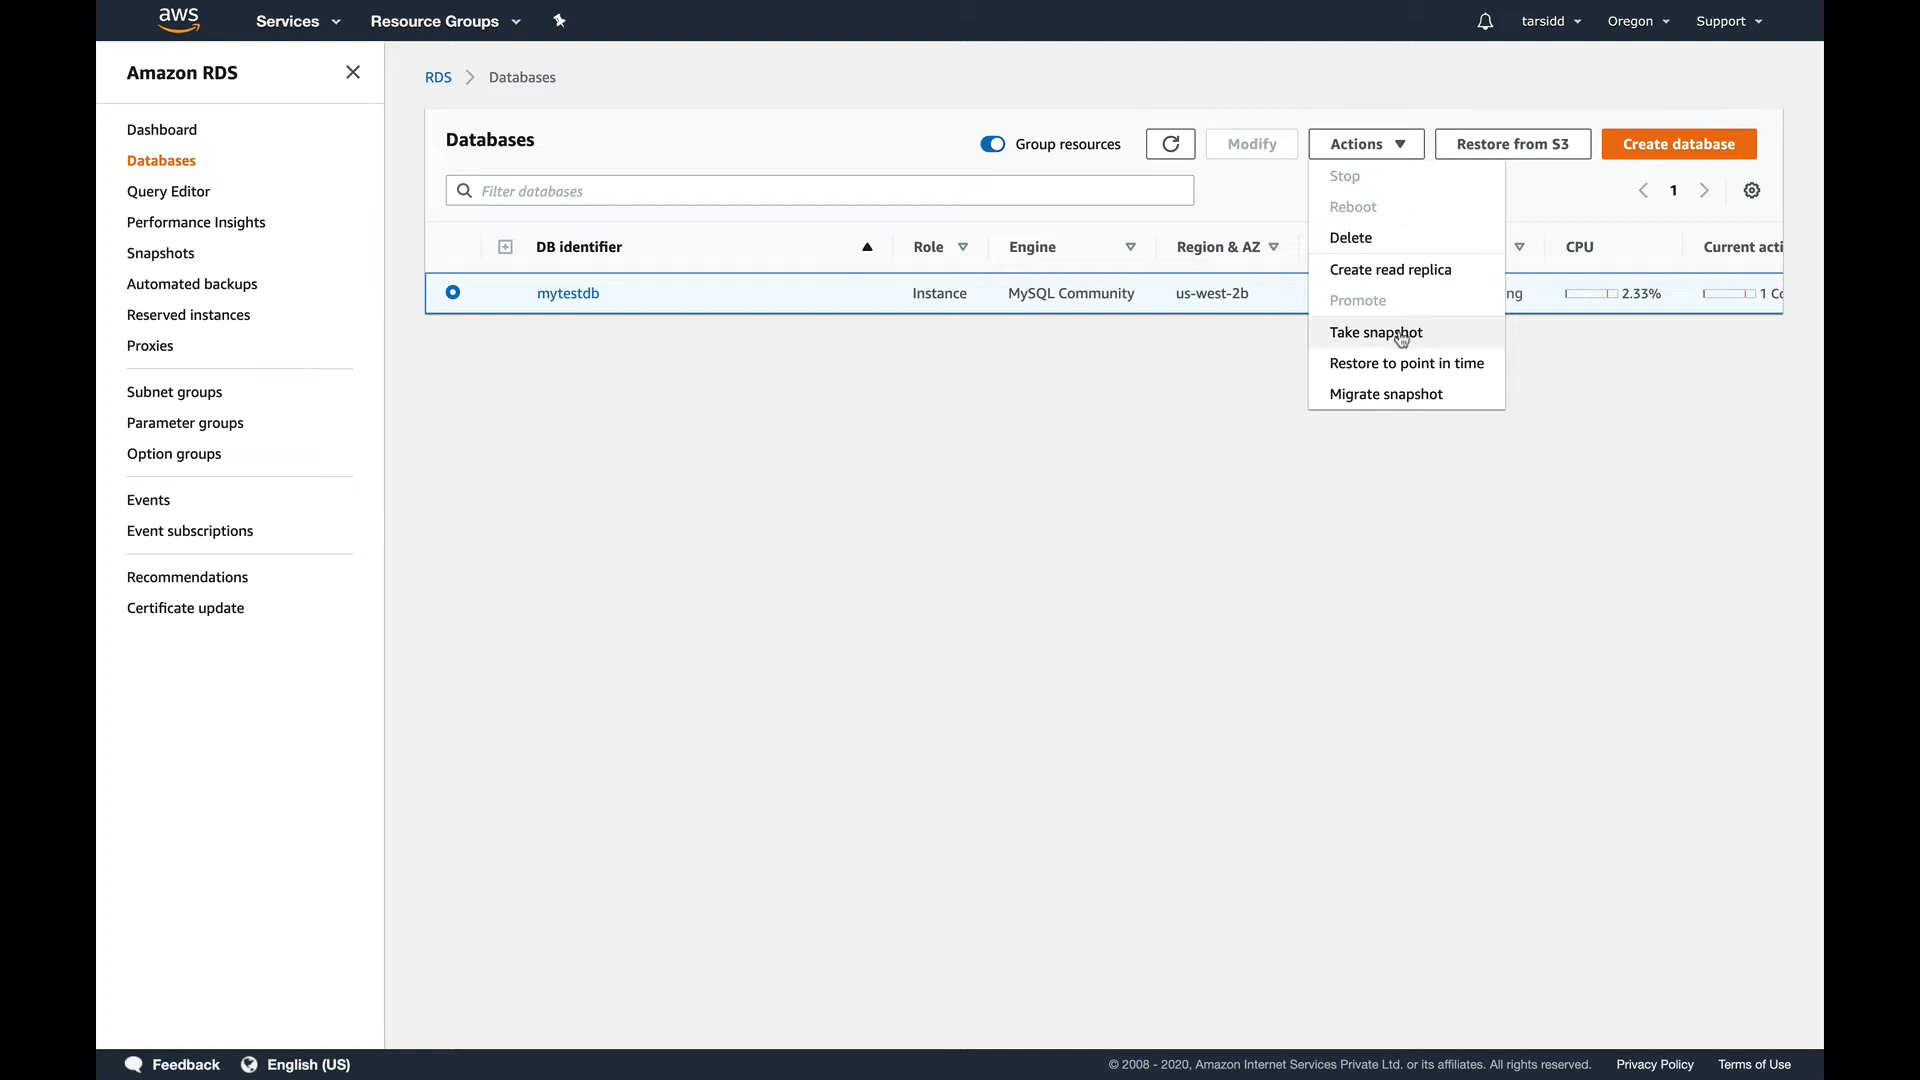 aws
Services
Resource Groups
tarsidd
Oregon
Support
Amazon RDS
Dashboard
Databases
Query Editor
Performance Insights
Snapshots
Automated backups
Reserved instances
Proxies
Subnet groups
Parameter groups
Option groups
Events
Event subscriptions
Recommendations
Certificate update
RDS
Databases
Databases
Group resources
Modify
Actions
Restore from S3
Create database
Filter databases
1
Stop
Reboot
Delete
Create read replica
Promote
Take snapshot
Restore to point in time
Migrate snapshot
DB identifier
Role
Engine
Region & AZ
CPU
Current acti
mytestdb
Instance
MySQL Community
us-west-2b
ng
2.33%
1 Co
Feedback
English (US)
© 2008 - 2020, Amazon Internet Services Private Ltd. or its affiliates. All rights reserved.
Privacy Policy
Terms of Use